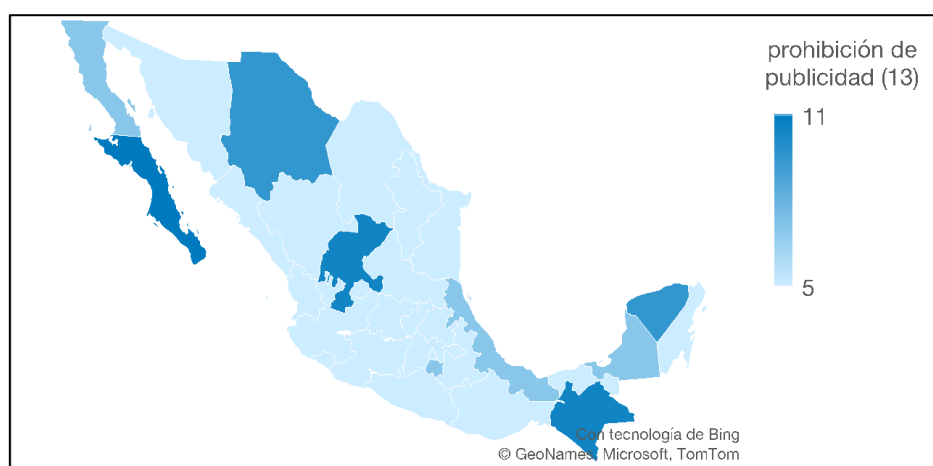 prohibición de
publicidad (13)
11
5
Con tecnología de Bing
© GeoNames, Microsoft, TomTom